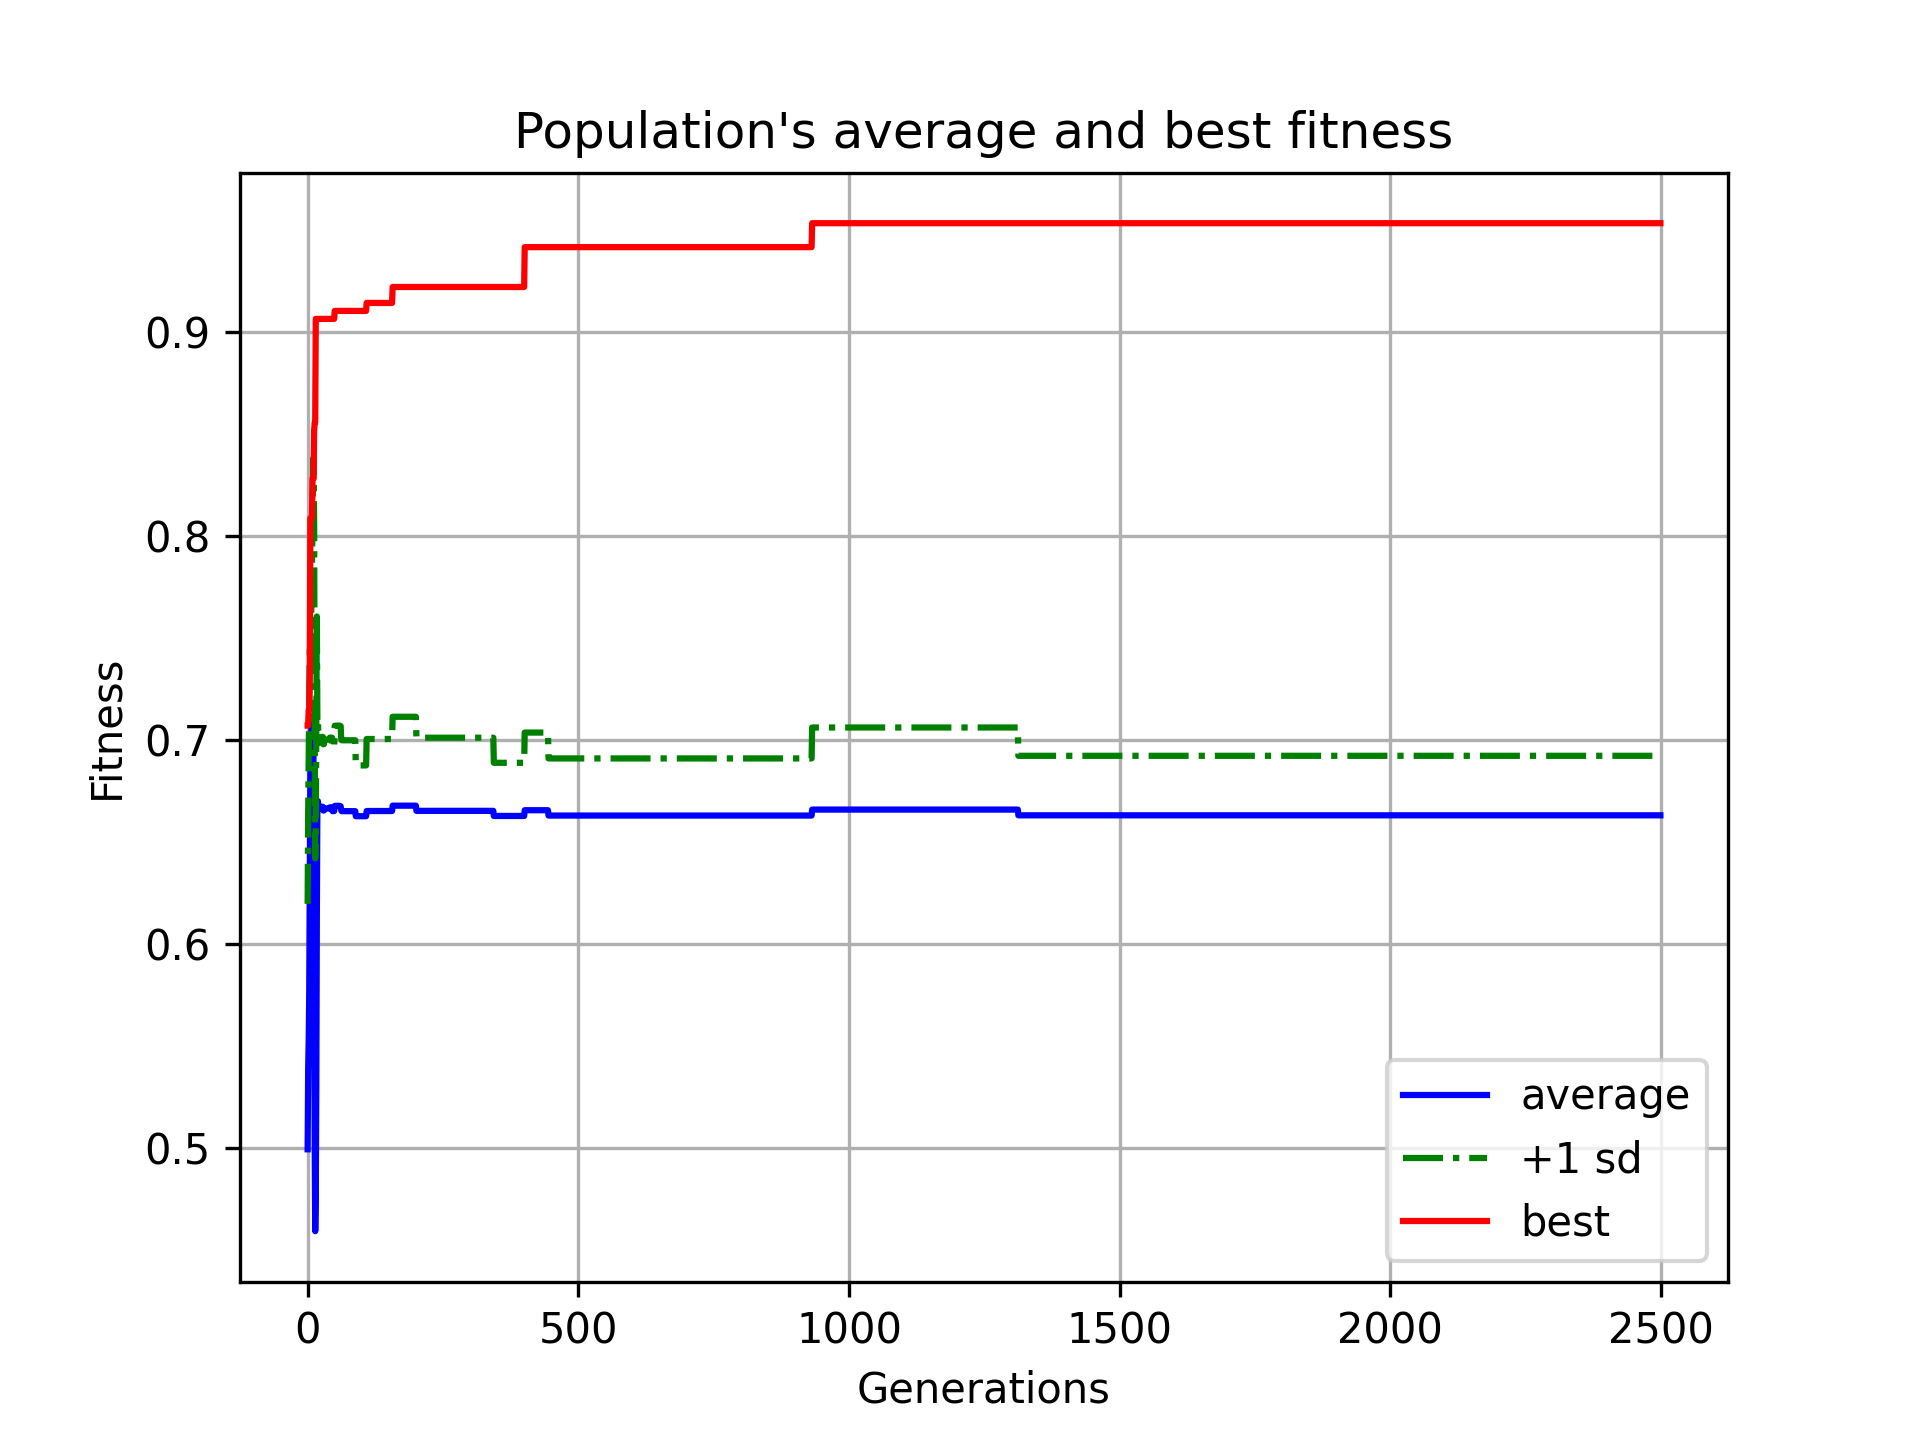 Population's average and best fitness
Fitness
0.9
0.8
0.7
0.6
0.5
0 500 1000 1500 2000 2500
Generations
average
+1 sd
best